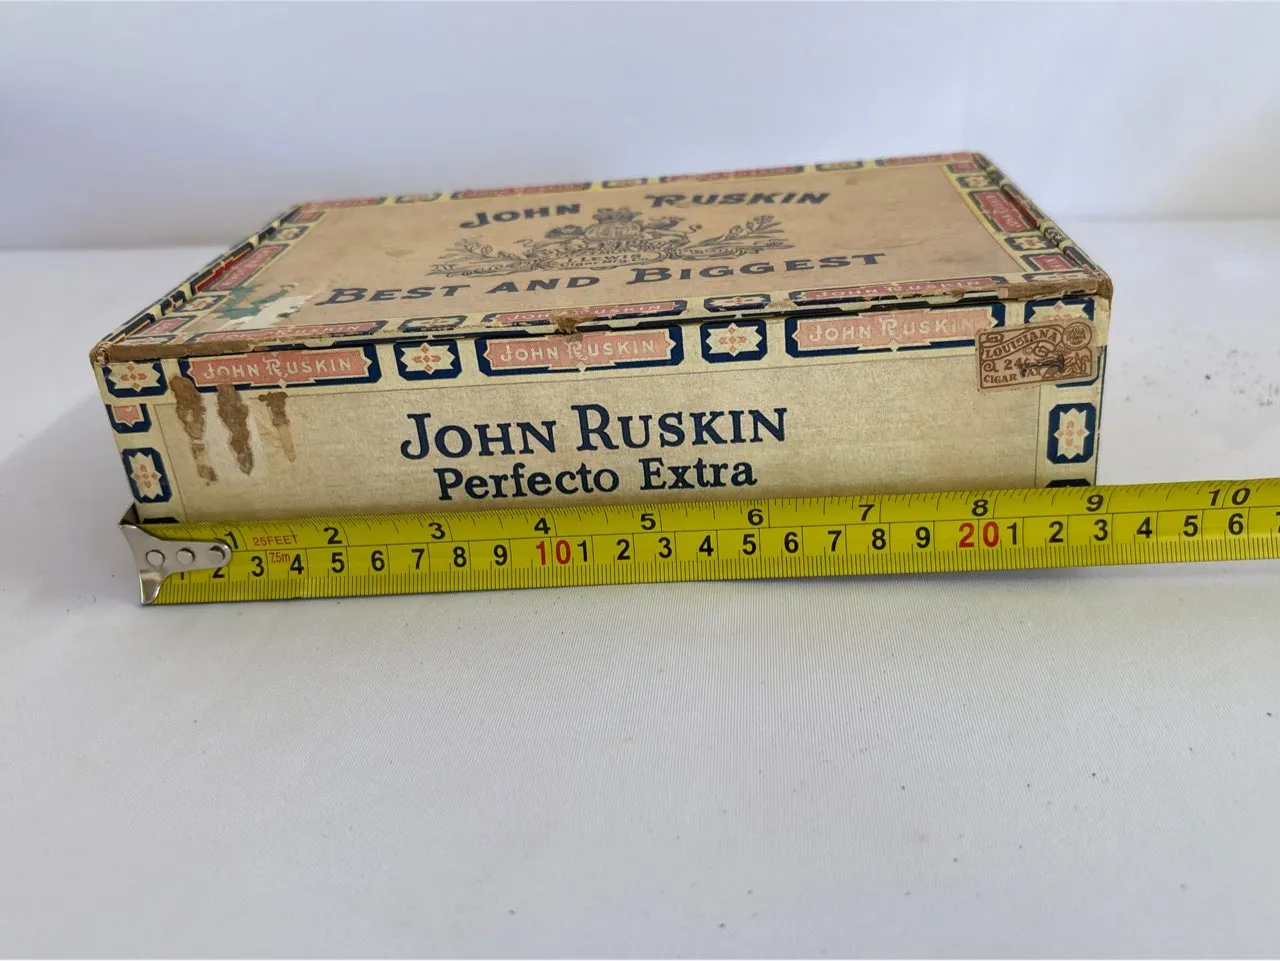 JOHN RUSKIN
I. LEWIS
BEST AND BIGGEST
JOHN RUSKIN
JOHN RUSKIN
JOHN RUSKIN
JOHN RUSKIN
JOHN RUSKIN
LOUISIANA
CIGAR
JOHN RUSKIN
Perfecto Extra
1 25FEET 2 3 4 5 6 7 8 9 10
1 2 3 7.5m 4 5 6 7 8 9 10 1 2 3 4 5 6 7 8 9 20 1 2 3 4 5 6